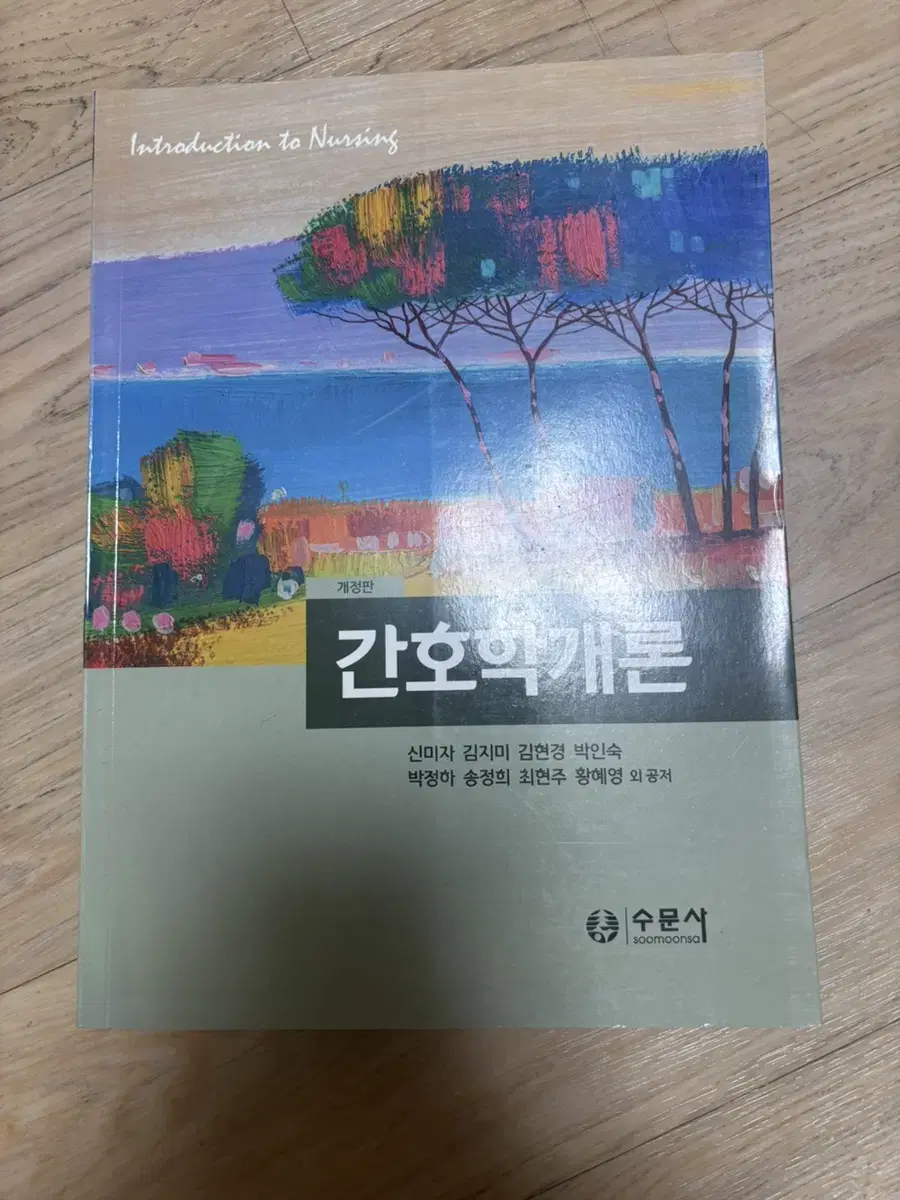 Introduction to Nursing
개정판
간호학개론
신미자 김지미 김현경 박인숙
박정하 송정희 최현주 황혜영 외 공저
수문사
soomoonsa